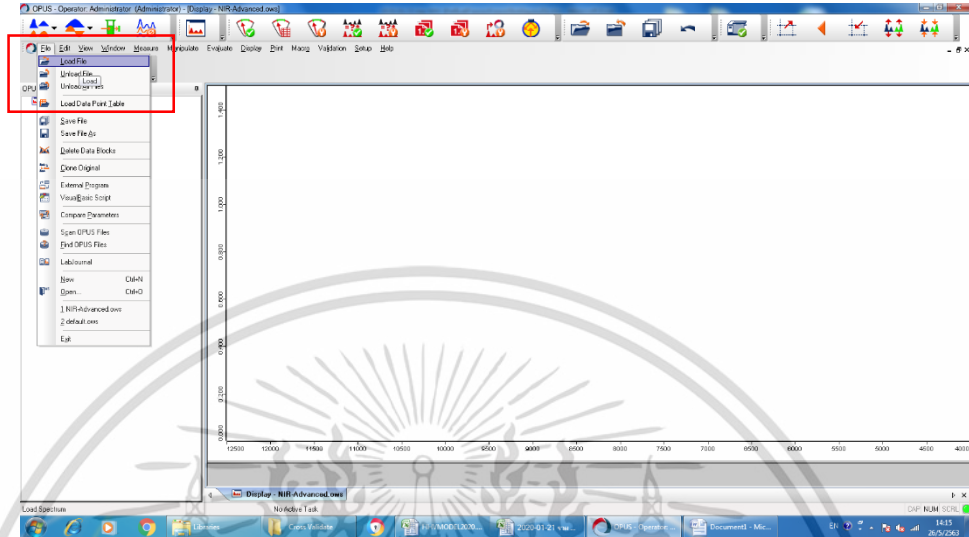 OPUS - Operator: Administrator (Administrator) - [Display - NIR-Advanced.ows]
File Edit View Window Measure Manipulate Evaluate Display Print Macro Validation Setup Help
Load File
Unload File
Load
Load Data Point Table
Save File
Save File As
Delete Data Blocks
Clone Original
External Program
VisualBasic Script
Compare Parameters
Scan OPUS Files
Find OPUS Files
LabJournal
New Ctrl+N
Open... Ctrl+O
1 NIR-Advanced.ows
2 default.ows
Exit
1.400
1.200
1.000
0.800
0.600
0.400
0.200
0.000
12500 12000 11500 11000 10500 10000 9500 9000 8500 8000 7500 7000 6500 6000 5500 5000 4500 4000
Display - NIR-Advanced.ows
Load Spectrum No Active Task CAP NUM SCRL
Libraries Cross Validate H:\MODEL2020... OPUS - Operator ... Document1 - Mic... EN 14:15
26/5/2563